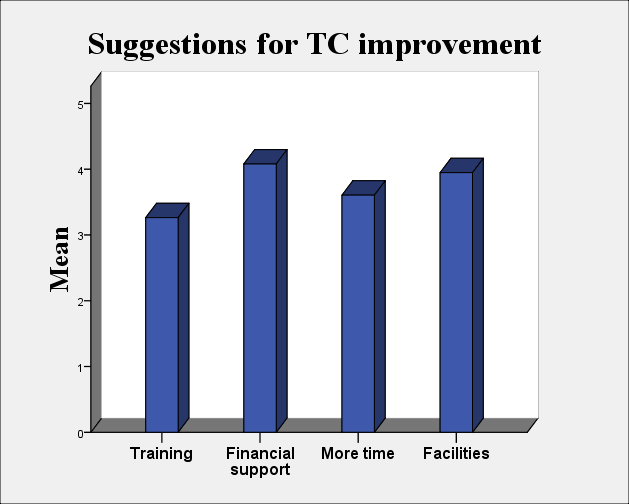 Suggestions for TC improvement
Mean
5
4
3
2
1
0
Training
Financial
support
More time
Facilities